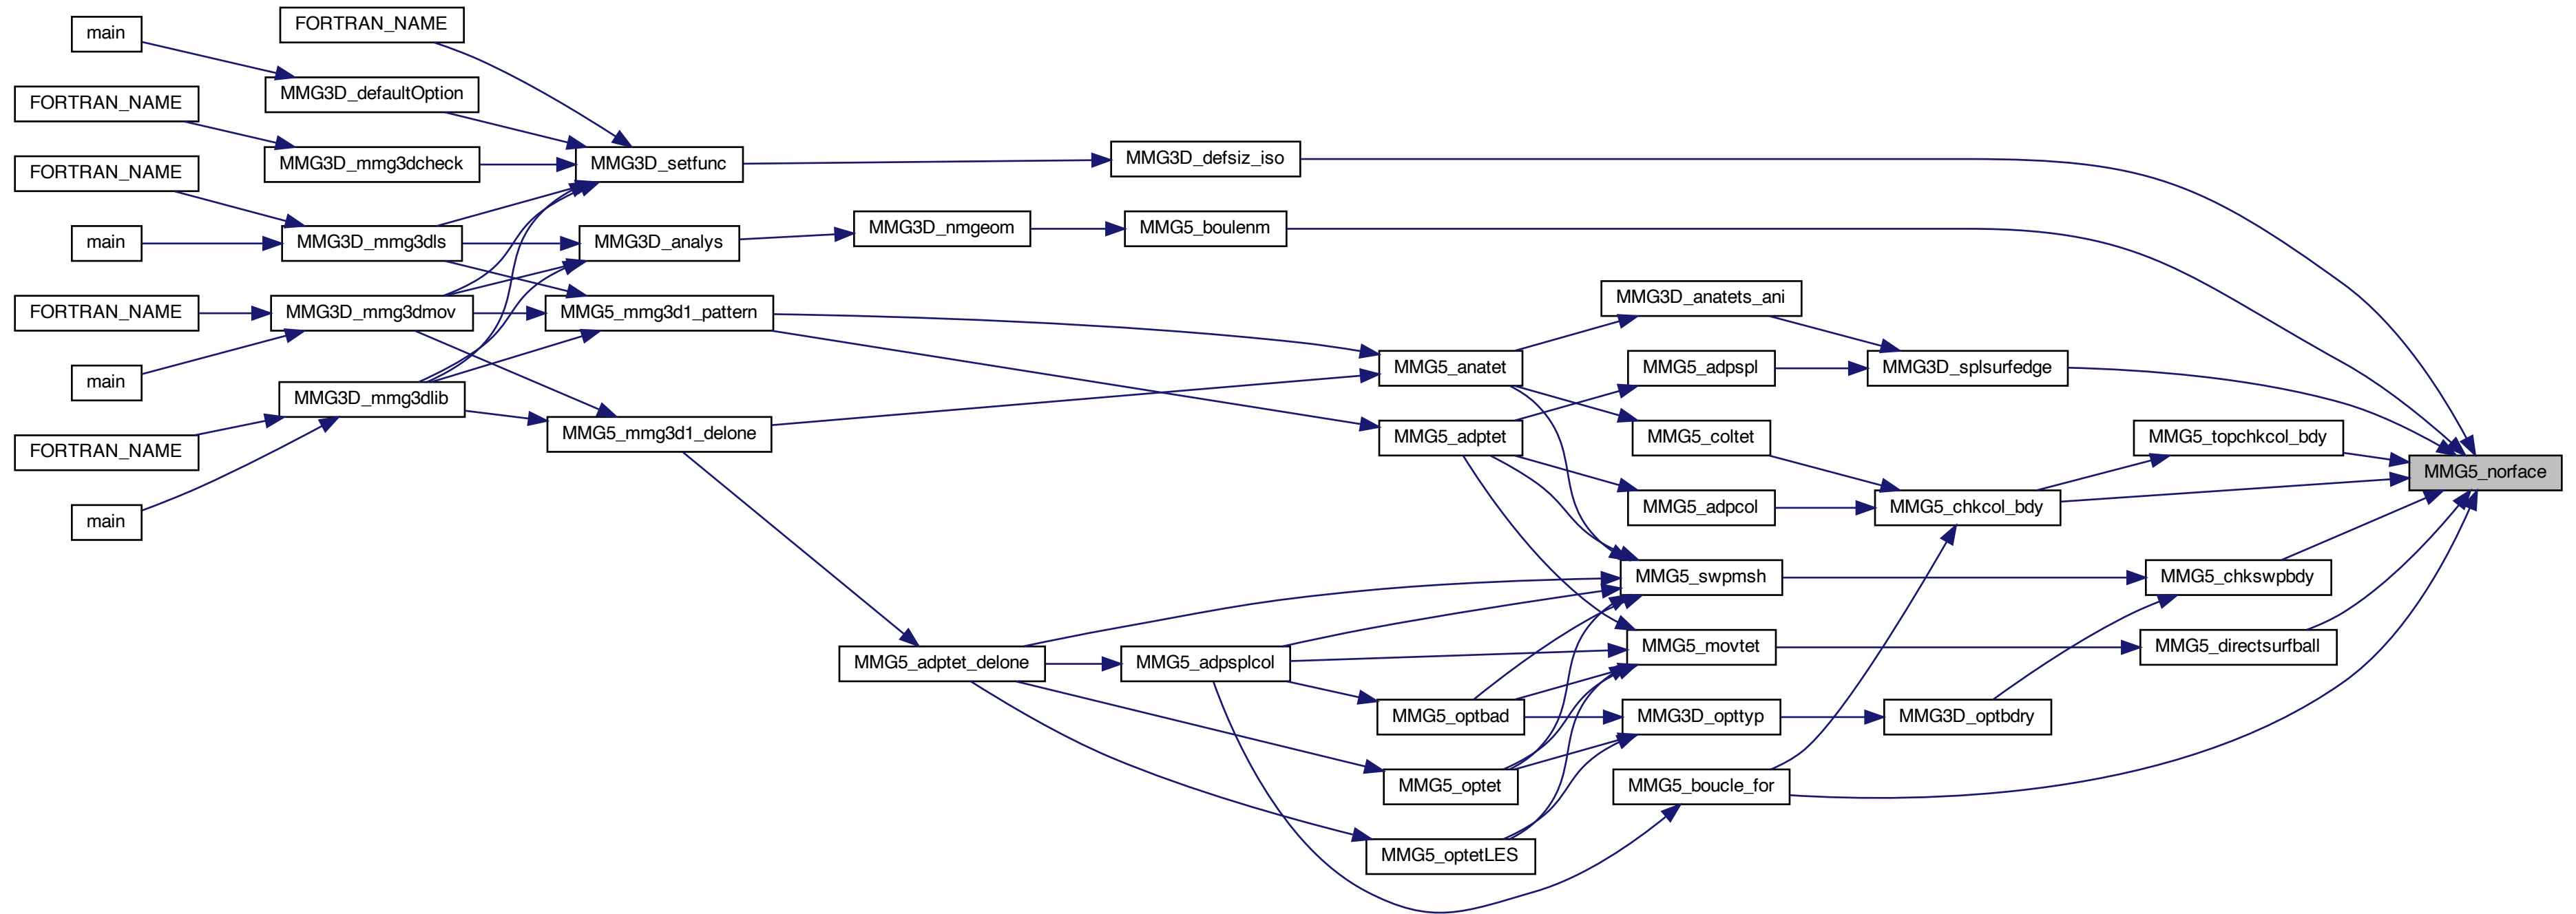 FORTRAN_NAME
main
MMG3D_defaultOption
FORTRAN_NAME
MMG3D_mmg3dcheck
MMG3D_setfunc
MMG3D_defsiz_iso
FORTRAN_NAME
main
MMG3D_mmg3dls
MMG3D_analys
MMG3D_nmgeom
MMG5_boulenm
MMG3D_anatets_ani
FORTRAN_NAME
MMG3D_mmg3dmov
MMG5_mmg3d1_pattern
MMG5_anatet
MMG5_adpspl
MMG3D_splsurfedge
main
MMG3D_mmg3dlib
MMG5_mmg3d1_delone
MMG5_adptet
MMG5_coltet
MMG5_topchkcol_bdy
FORTRAN_NAME
MMG5_norface
main
MMG5_adpcol
MMG5_chkcol_bdy
MMG5_swpmsh
MMG5_chkswpbdy
MMG5_adptet_delone
MMG5_adpsplcol
MMG5_movtet
MMG5_directsurfball
MMG5_optbad
MMG3D_opttyp
MMG3D_optbdry
MMG5_optet
MMG5_boucle_for
MMG5_optetLES